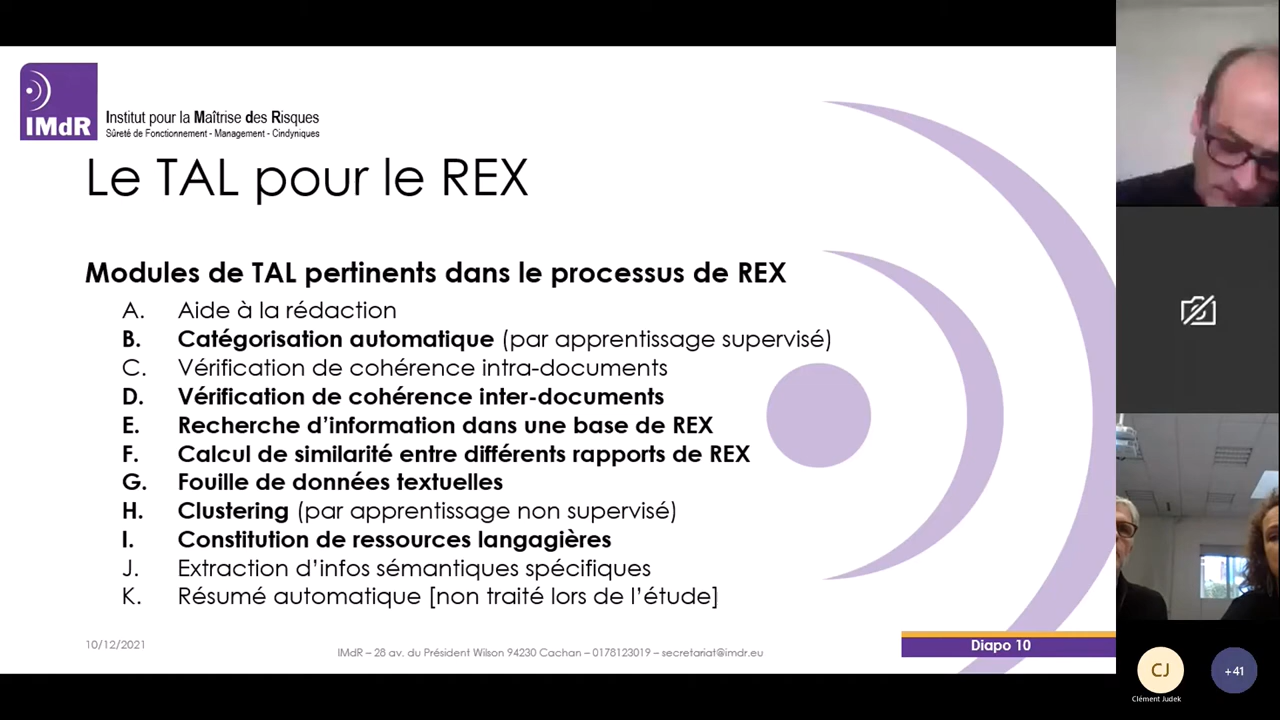 IMdR
Institut pour la Maîtrise des Risques
Sûreté de Fonctionnement - Management - Cindyniques
Le TAL pour le REX
Modules de TAL pertinents dans le processus de REX
A. Aide à la rédaction
B. Catégorisation automatique (par apprentissage supervisé)
C. Vérification de cohérence intra-documents
D. Vérification de cohérence inter-documents
E. Recherche d’information dans une base de REX
F. Calcul de similarité entre différents rapports de REX
G. Fouille de données textuelles
H. Clustering (par apprentissage non supervisé)
I. Constitution de ressources langagières
J. Extraction d’infos sémantiques spécifiques
K. Résumé automatique [non traité lors de l’étude]
10/12/2021
IMdR – 28 av. du Président Wilson 94230 Cachan – 0178123019 – secretariat@imdr.eu
Diapo 10
CJ
+41
Clément Judek